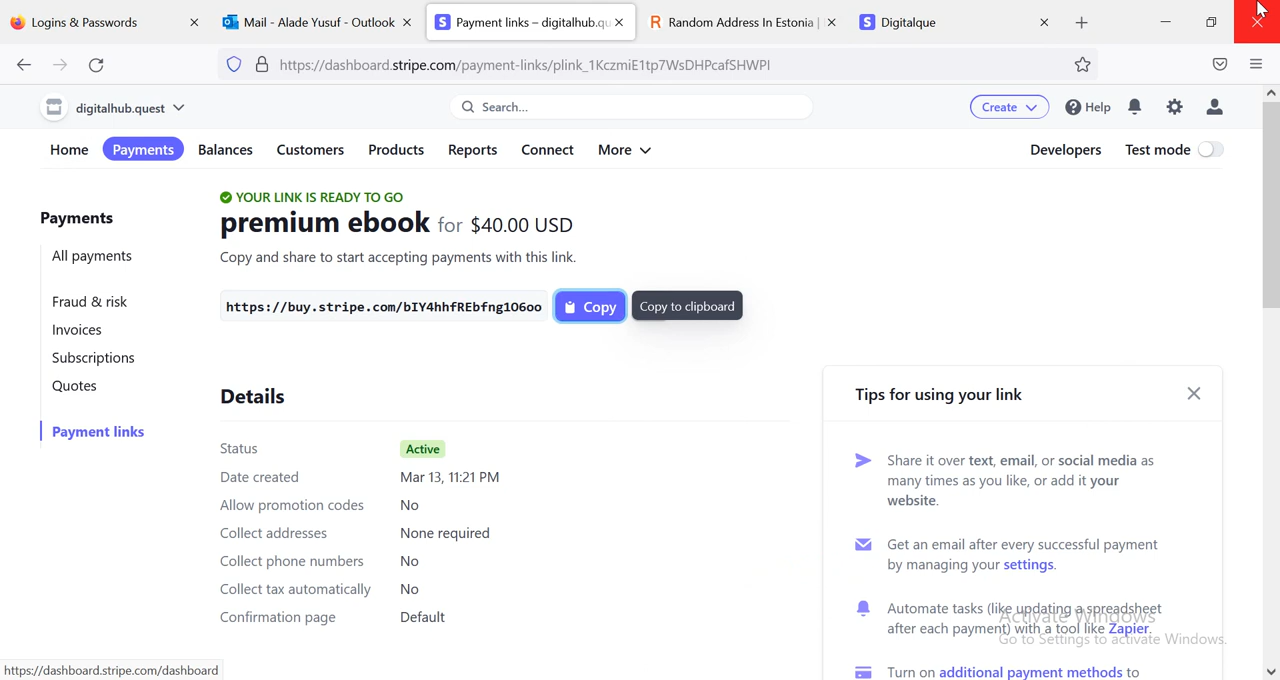 Logins & Passwords
Mail - Alade Yusuf - Outlook
Payment links – digitalhub.qu
Random Address In Estonia |
Digitalque
https://dashboard.stripe.com/payment-links/plink_1KczmiE1tp7WsDHPcafSHWPI
digitalhub.quest
Search...
Create
Help
Home
Payments
Balances
Customers
Products
Reports
Connect
More
Developers
Test mode
Payments
All payments
Fraud & risk
Invoices
Subscriptions
Quotes
Payment links
YOUR LINK IS READY TO GO
premium ebook for $40.00 USD
Copy and share to start accepting payments with this link.
https://buy.stripe.com/bIY4hhfREbfng1O6oo
Copy
Copy to clipboard
Details
Status Active
Date created Mar 13, 11:21 PM
Allow promotion codes No
Collect addresses None required
Collect phone numbers No
Collect tax automatically No
Confirmation page Default
Tips for using your link
Share it over text, email, or social media as
many times as you like, or add it your
website.
Get an email after every successful payment
by managing your settings.
Automate tasks (like updating a spreadsheet
after each payment) with a tool like Zapier.
Turn on additional payment methods to
Activate Windows
Go to Settings to activate Windows.
https://dashboard.stripe.com/dashboard